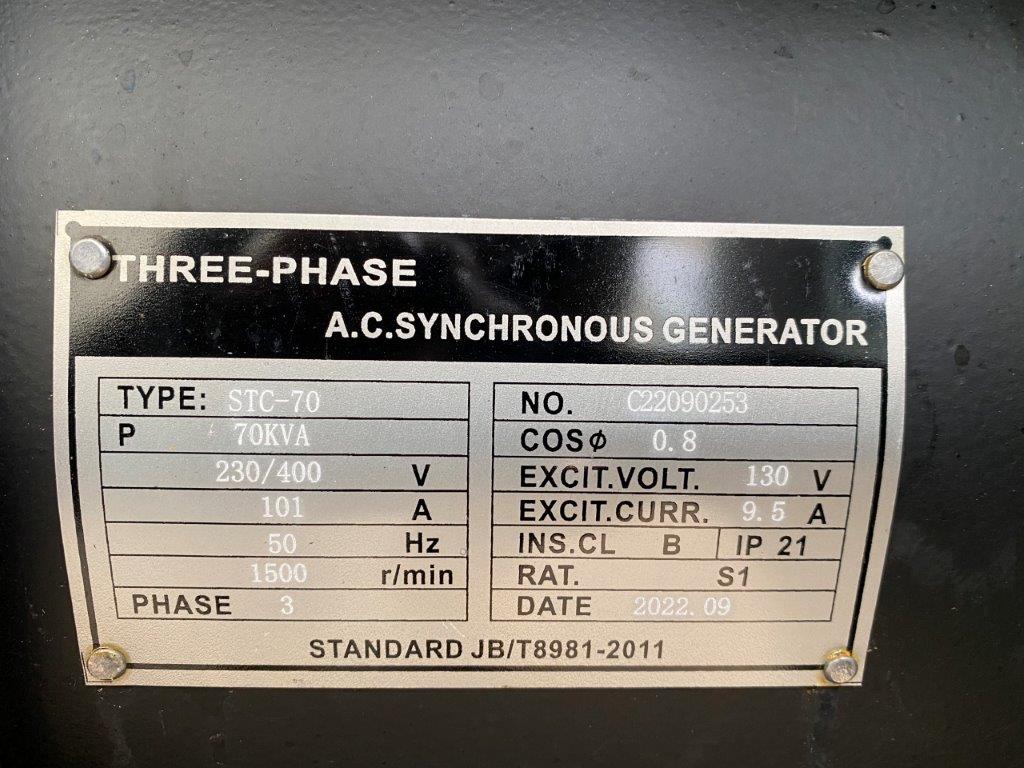 THREE-PHASE
A.C.SYNCHRONOUS GENERATOR
TYPE: STC-70
P 70KVA
230/400 V
101 A
50 Hz
1500 r/min
PHASE 3
NO. C22090253
COSφ 0.8
EXCIT.VOLT. 130 V
EXCIT.CURR. 9.5 A
INS.CL B IP 21
RAT. S1
DATE 2022.09
STANDARD JB/T8981-2011